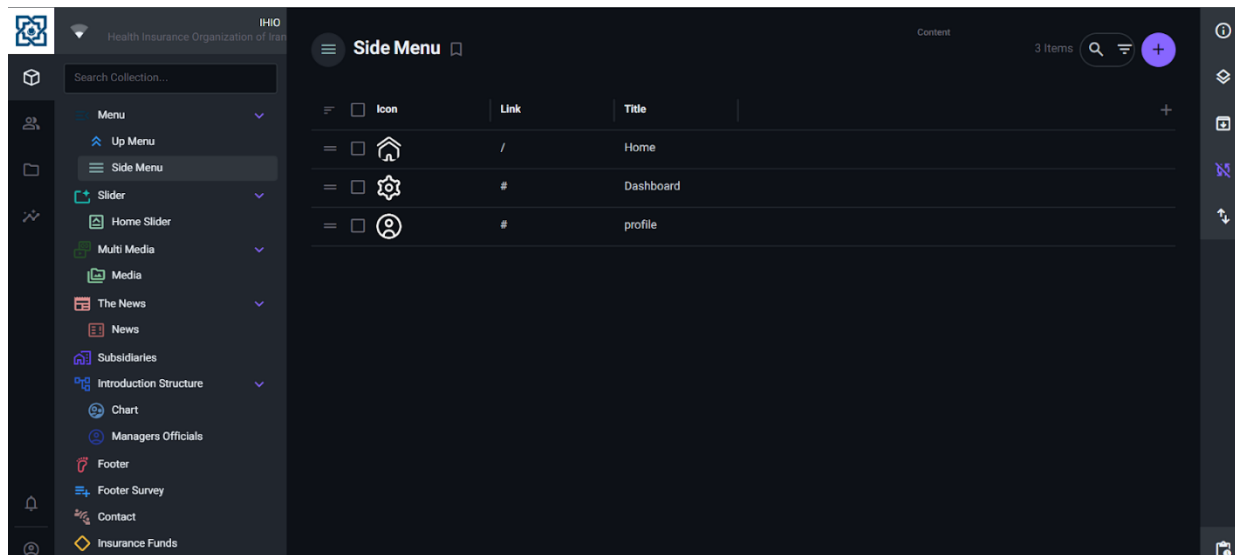 IHIO
Health Insurance Organization of Iran
Search Collection...
Menu
Up Menu
Side Menu
Slider
Home Slider
Multi Media
Media
The News
News
Subsidiaries
Introduction Structure
Chart
Managers Officials
Footer
Footer Survey
Contact
Insurance Funds
Content
Side Menu
3 Items
Icon Link Title
/ Home
# Dashboard
# profile